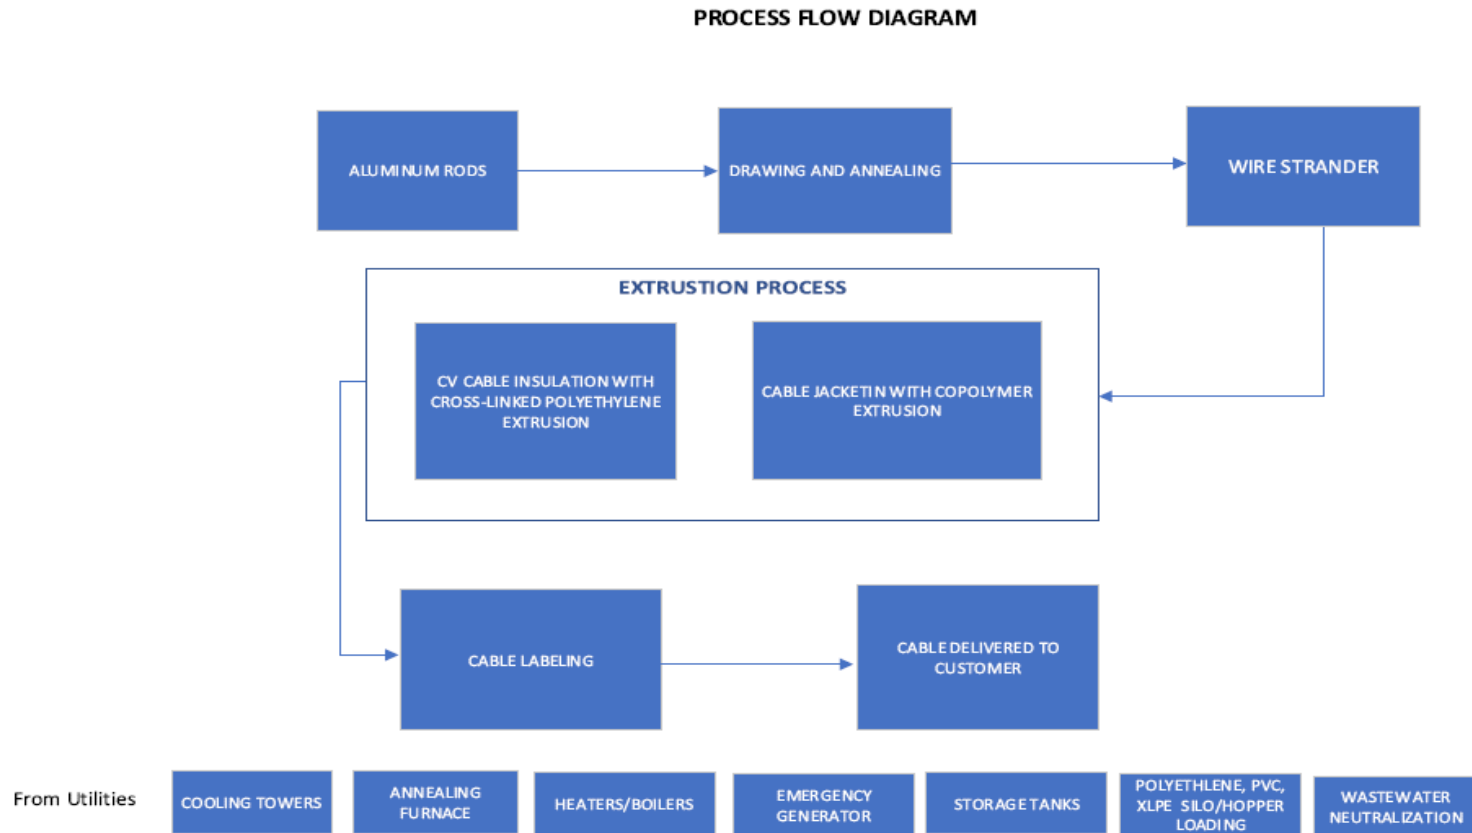 PROCESS FLOW DIAGRAM
ALUMINUM RODS
DRAWING AND ANNEALING
WIRE STRANDER
EXTRUSTION PROCESS
CV CABLE INSULATION WITH
CROSS-LINKED POLYETHYLENE
EXTRUSION
CABLE JACKETIN WITH COPOLYMER
EXTRUSION
CABLE LABELING
CABLE DELIVERED TO
CUSTOMER
From Utilities
COOLING TOWERS
ANNEALING
FURNACE
HEATERS/BOILERS
EMERGENCY
GENERATOR
STORAGE TANKS
POLYETHLENE, PVC,
XLPE SILO/HOPPER
LOADING
WASTEWATER
NEUTRALIZATION